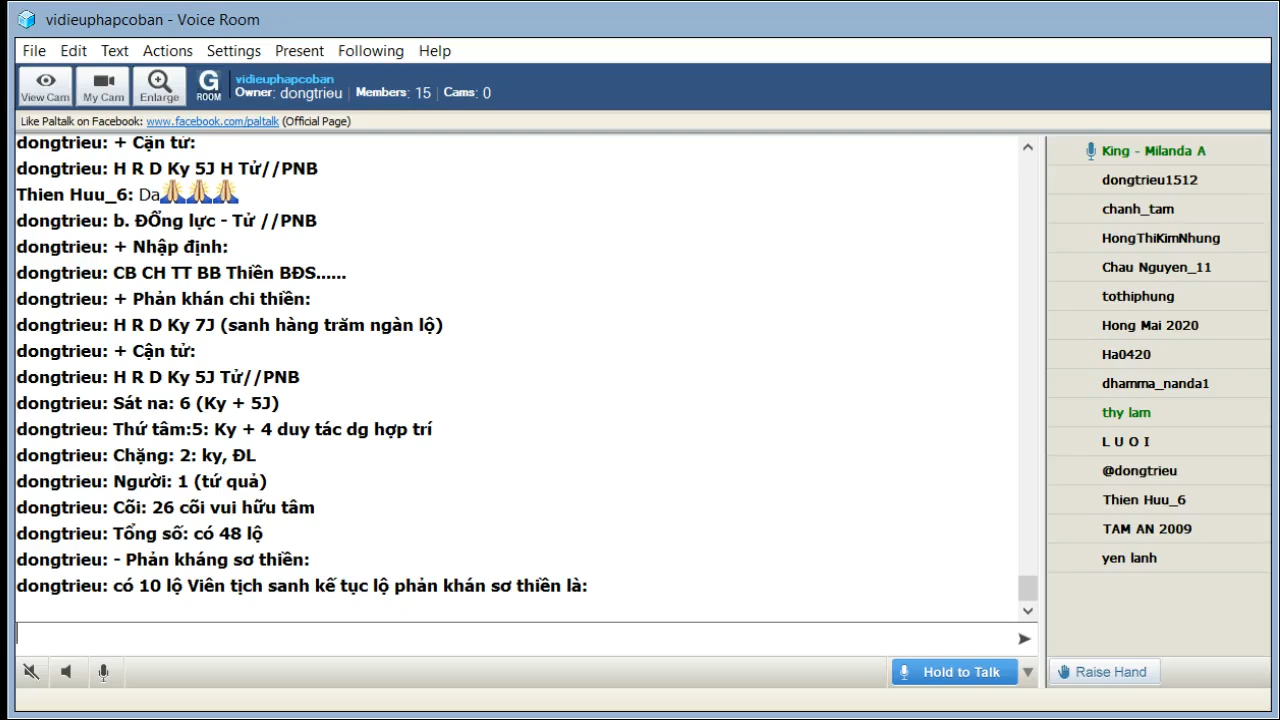 vidieuphapcoban - Voice Room
File Edit Text Actions Settings Present Following Help
View Cam My Cam Enlarge G ROOM
vidieuphapcoban
Owner: dongtrieu Members: 15 Cams: 0
Like Paltalk on Facebook: www.facebook.com/paltalk (Official Page)
dongtrieu: + Cận tử:
dongtrieu: H R D Ky 5J H Tử//PNB
Thien Huu_6: Da🙏🙏🙏
dongtrieu: b. ĐỔng lực - Tử //PNB
dongtrieu: + Nhập định:
dongtrieu: CB CH TT BB Thiền BĐS......
dongtrieu: + Phản khán chi thiền:
dongtrieu: H R D Ky 7J (sanh hàng trăm ngàn lộ)
dongtrieu: + Cận tử:
dongtrieu: H R D Ky 5J Tử//PNB
dongtrieu: Sát na: 6 (Ky + 5J)
dongtrieu: Thứ tâm:5: Ky + 4 duy tác dg hợp trí
dongtrieu: Chặng: 2: ky, ĐL
dongtrieu: Người: 1 (tứ quả)
dongtrieu: Cõi: 26 cõi vui hữu tâm
dongtrieu: Tổng số: có 48 lộ
dongtrieu: - Phản kháng sơ thiền:
dongtrieu: có 10 lộ Viên tịch sanh kế tục lộ phản khán sơ thiền là:
King - Milanda A
dongtrieu1512
chanh_tam
HongThiKimNhung
Chau Nguyen_11
tothiphung
Hong Mai 2020
Ha0420
dhamma_nanda1
thy lam
L U O I
@dongtrieu
Thien Huu_6
TAM AN 2009
yen lanh
Hold to Talk
Raise Hand